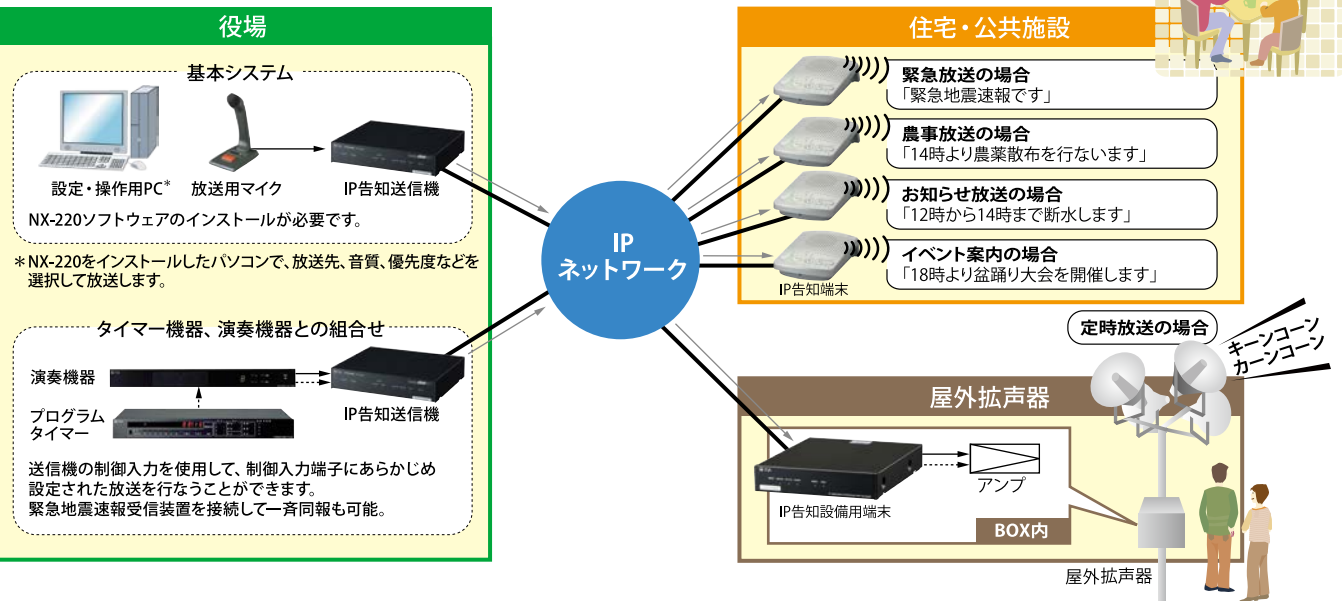 役場
基本システム
設定・操作用PC*
放送用マイク
IP告知送信機
NX-220ソフトウェアのインストールが必要です。
*NX-220をインストールしたパソコンで、放送先、音質、優先度などを
選択して放送します。
タイマー機器、演奏機器との組合せ
演奏機器
プログラム
タイマー
IP告知送信機
送信機の制御入力を使用して、制御入力端子にあらかじめ
設定された放送を行なうことができます。
緊急地震速報受信装置を接続して一斉同報も可能。
IP
ネットワーク
住宅・公共施設
緊急放送の場合
「緊急地震速報です」
農事放送の場合
「14時より農薬散布を行ないます」
お知らせ放送の場合
「12時から14時まで断水します」
イベント案内の場合
「18時より盆踊り大会を開催します」
IP告知端末
定時放送の場合
キーンコーン
カーンコーン
屋外拡声器
IP告知設備用端末
アンプ
BOX内
屋外拡声器